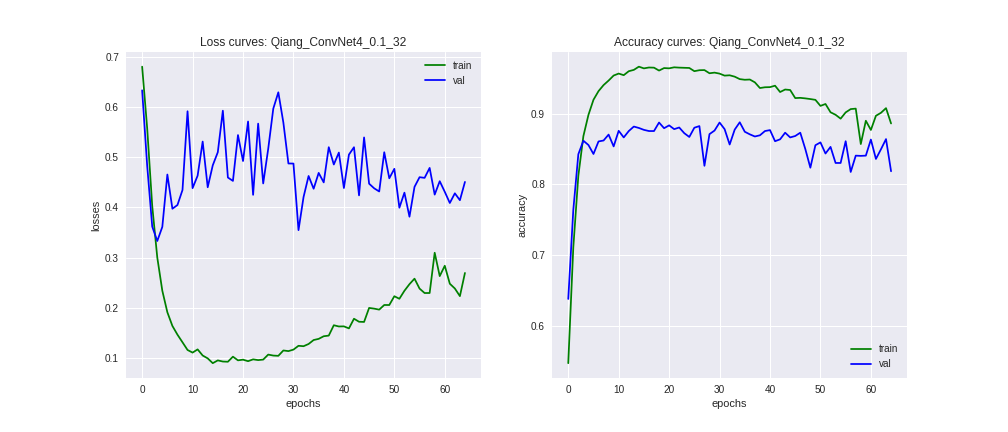 Loss curves: Qiang_ConvNet4_0.1_32
train
val
0.7
0.6
0.5
0.4
0.3
0.2
0.1
losses
0 10 20 30 40 50 60
epochs
Accuracy curves: Qiang_ConvNet4_0.1_32
0.9
0.8
0.7
0.6
accuracy
train
val
0 10 20 30 40 50 60
epochs